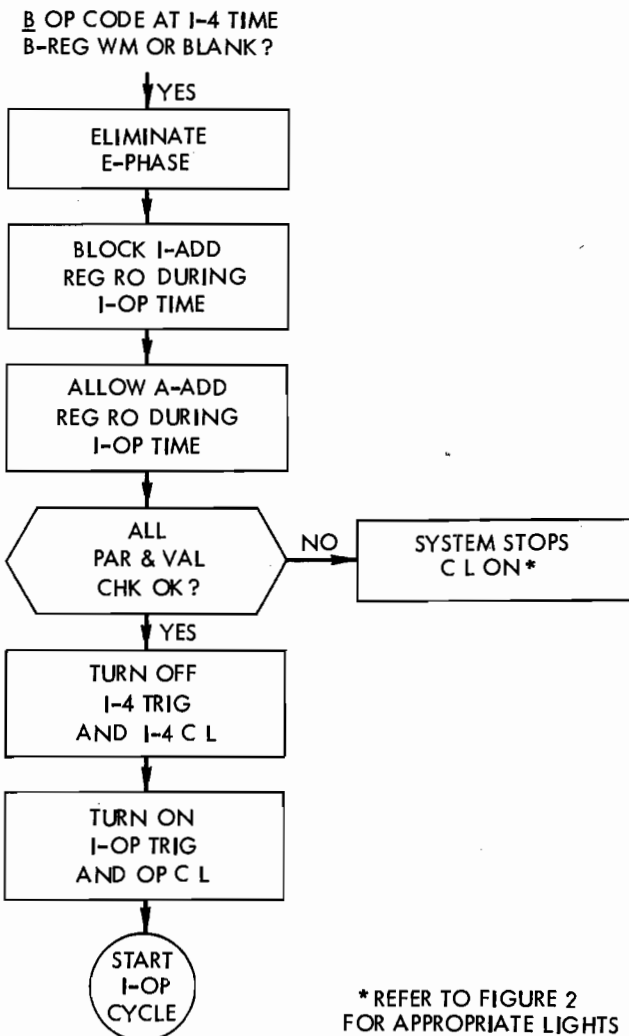 B OP CODE AT I-4 TIME
B-REG WM OR BLANK?
YES
ELIMINATE
E-PHASE
BLOCK I-ADD
REG RO DURING
I-OP TIME
ALLOW A-ADD
REG RO DURING
I-OP TIME
ALL
PAR & VAL
CHK OK?
NO
SYSTEM STOPS
C L ON*
YES
TURN OFF
I-4 TRIG
AND I-4 C L
TURN ON
I-OP TRIG
AND OP C L
START
I-OP
CYCLE
*REFER TO FIGURE 2
FOR APPROPRIATE LIGHTS